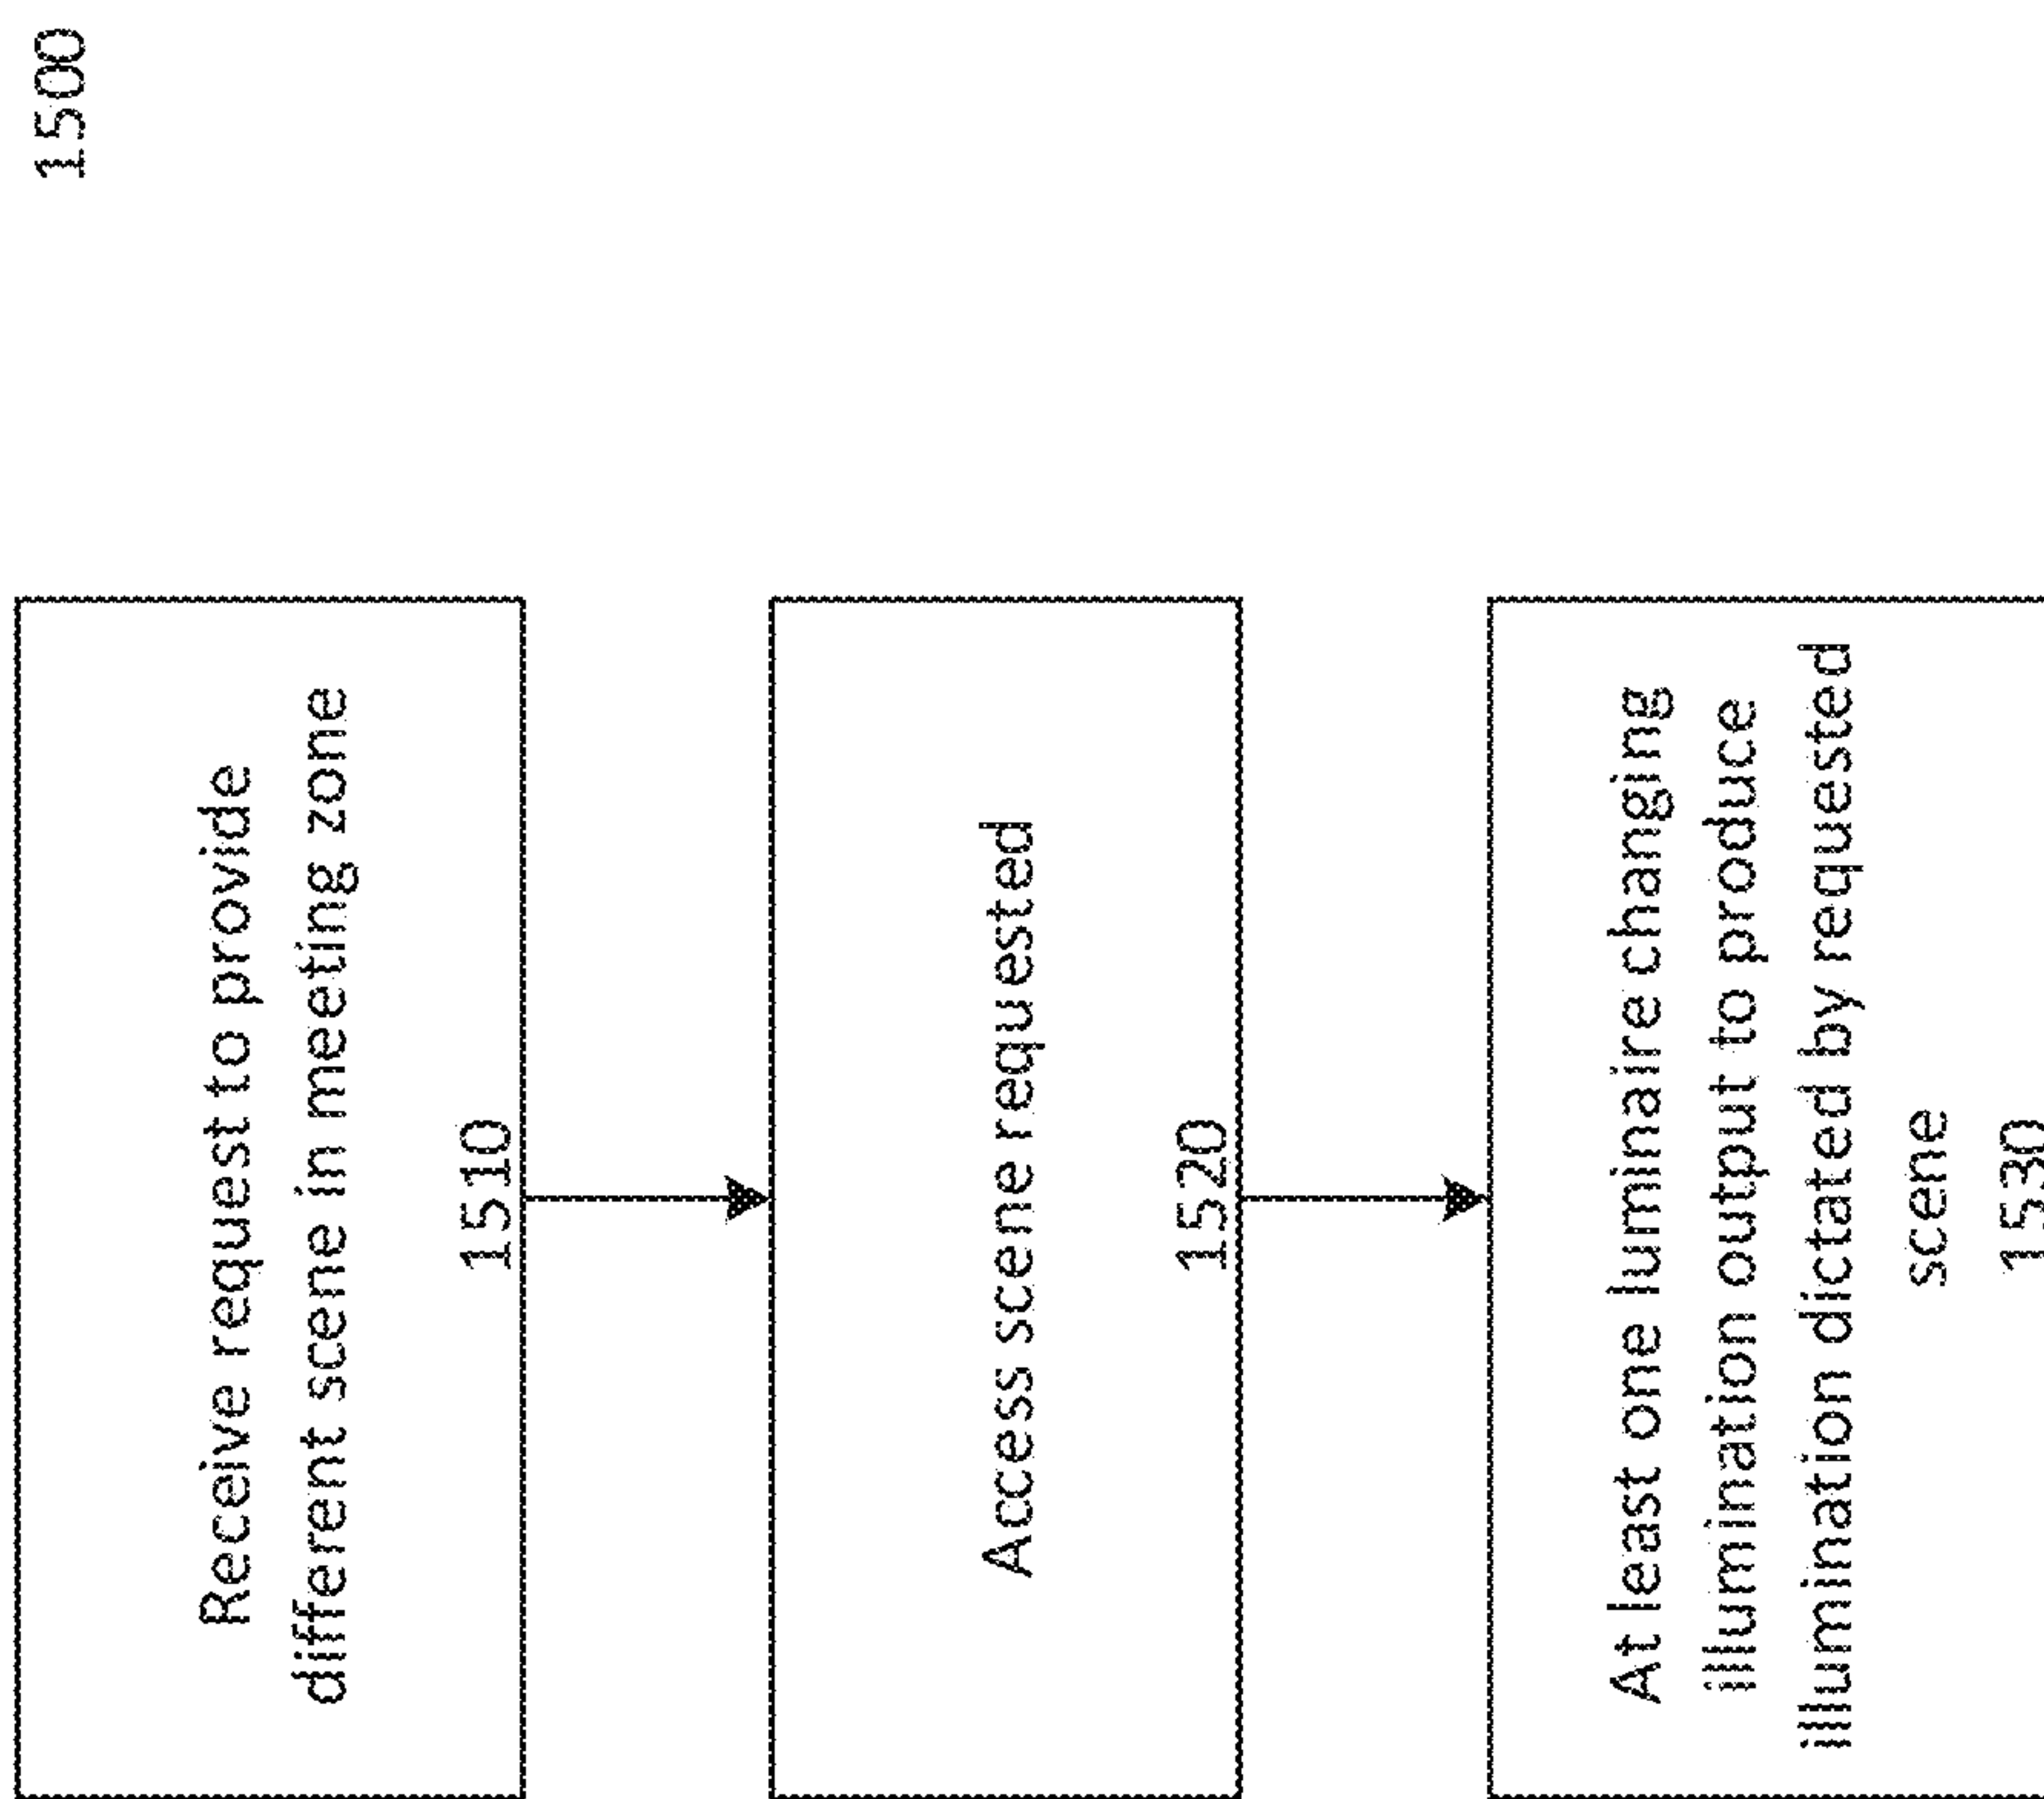 1500
Receive request to provide
different scene in meeting zone
1510
Access scene requested
1520
At least one luminaire changing
illumination output to produce
illumination dictated by requested
scene
1530